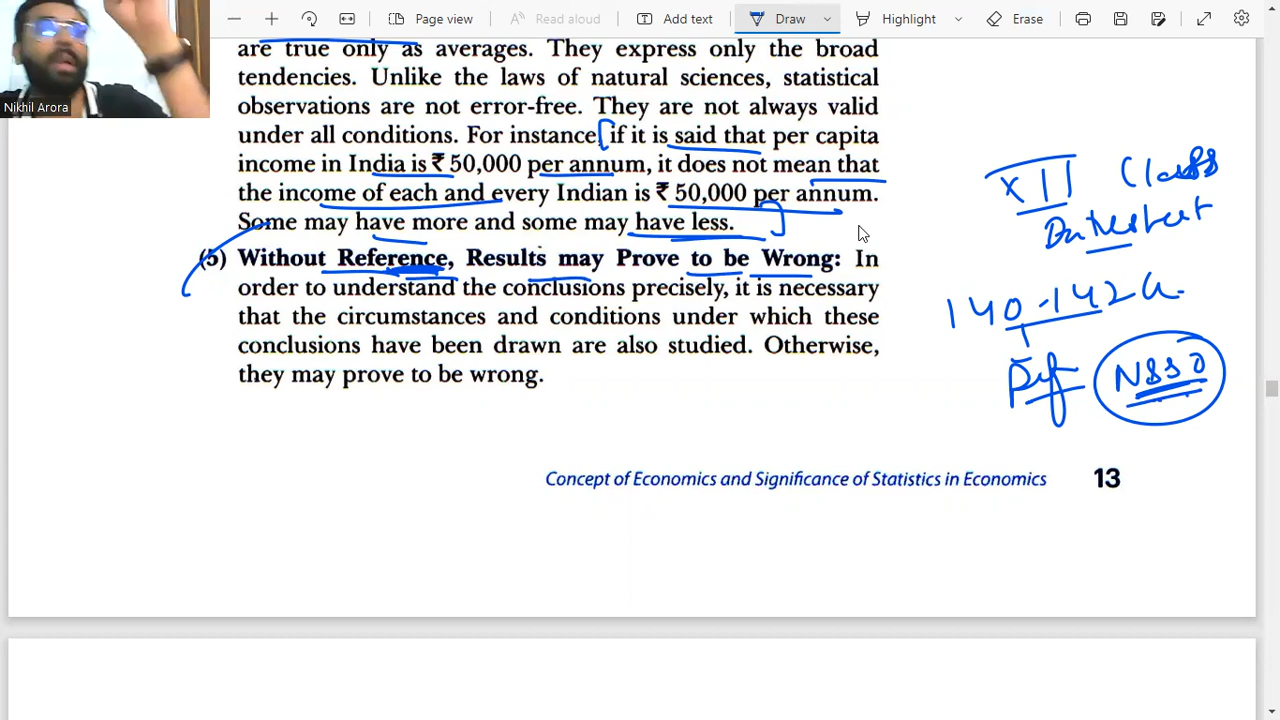 Page view
Read aloud
Add text
Draw
Highlight
Erase
Nikhil Arora
are true only as averages. They express only the broad
tendencies. Unlike the laws of natural sciences, statistical
observations are not error-free. They are not always valid
under all conditions. For instance, if it is said that per capita
income in India is ₹ 50,000 per annum, it does not mean that
the income of each and every Indian is ₹ 50,000 per annum.
Some may have more and some may have less.
(5) Without Reference, Results may Prove to be Wrong: In
order to understand the conclusions precisely, it is necessary
that the circumstances and conditions under which these
conclusions have been drawn are also studied. Otherwise,
they may prove to be wrong.
XII Class
140-142
NSSO
Concept of Economics and Significance of Statistics in Economics 13